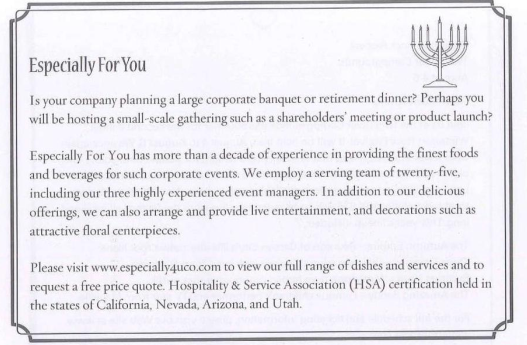 Especially For You
Is your company planning a large corporate banquet or retirement dinner? Perhaps you
will be hosting a small-scale gathering such as a shareholders' meeting or product launch?
Especially For You has more than a decade of experience in providing the finest foods
and beverages for such corporate events. We employ a serving team of twenty-five,
including our three highly experienced event managers. In addition to our delicious
offerings, we can also arrange and provide live entertainment, and decorations such as
attractive floral centerpieces.
Please visit www.especially4uco.com to view our full range of dishes and services and to
request a free price quote. Hospitality & Service Association (HSA) certification held in
the states of California, Nevada, Arizona, and Utah.